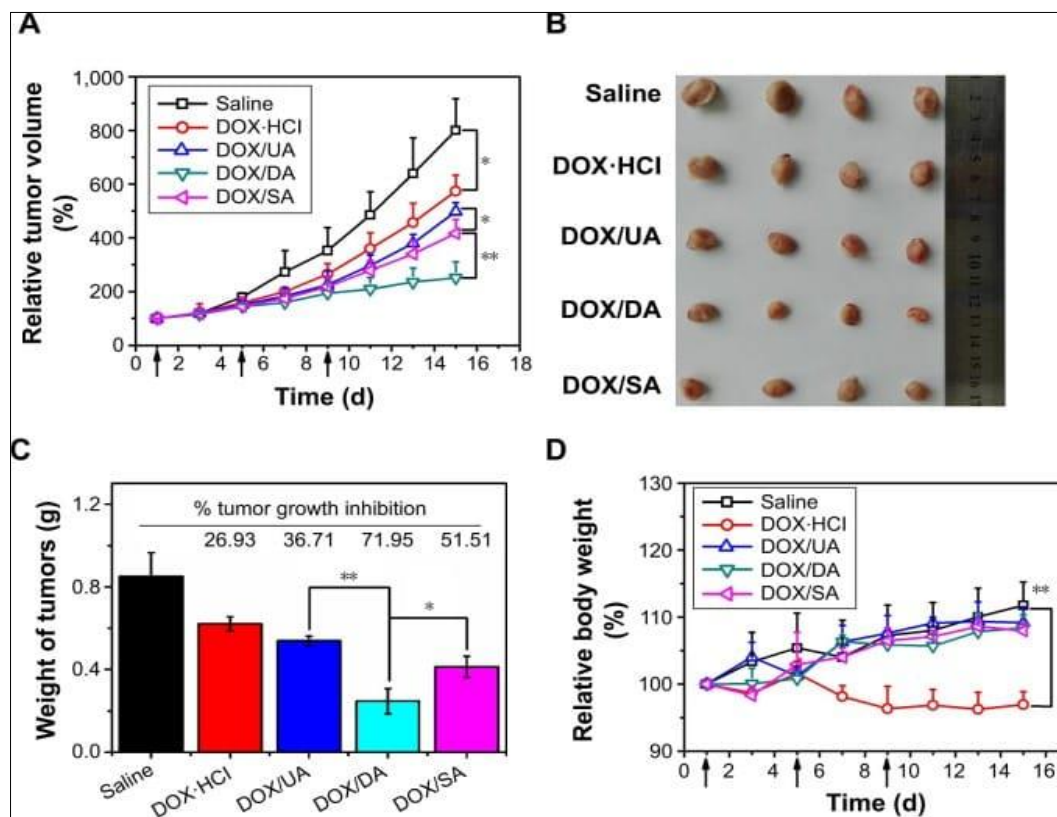 A
1,000
800
600
400
200
0
Relative tumor volume
(%)
Saline
DOX·HCl
DOX/UA
DOX/DA
DOX/SA
*
*
**
0 2 4 6 8 10 12 14 16 18
Time (d)
B
Saline
DOX·HCl
DOX/UA
DOX/DA
DOX/SA
C
1.2
0.8
0.4
0.0
Weight of tumors (g)
% tumor growth inhibition
26.93 36.71 71.95 51.51
**
*
Saline
DOX·HCl
DOX/UA
DOX/DA
DOX/SA
D
130
120
110
100
90
Relative body weight
(%)
Saline
DOX·HCl
DOX/UA
DOX/DA
DOX/SA
**
0 2 4 6 8 10 12 14 16
Time (d)